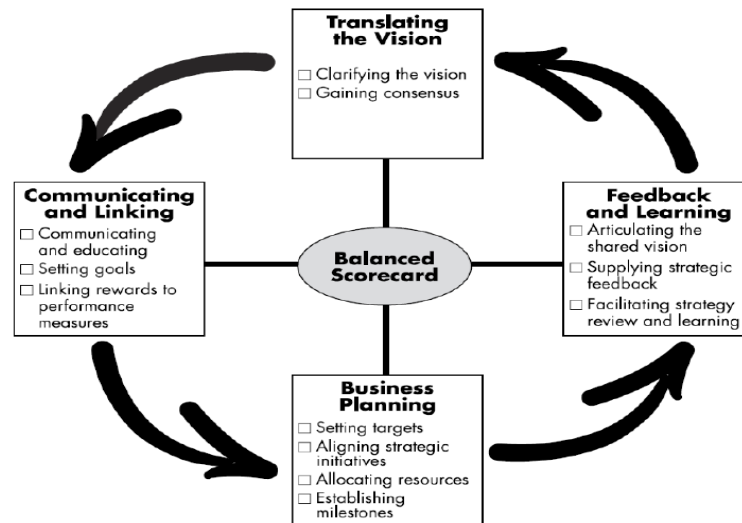 Translating
the Vision
☐ Clarifying the vision
☐ Gaining consensus
Communicating
and Linking
☐ Communicating
and educating
☐ Setting goals
☐ Linking rewards to
performance
measures
Balanced
Scorecard
Feedback
and Learning
☐ Articulating the
shared vision
☐ Supplying strategic
feedback
☐ Facilitating strategy
review and learning
Business
Planning
☐ Setting targets
☐ Aligning strategic
initiatives
☐ Allocating resources
☐ Establishing
milestones